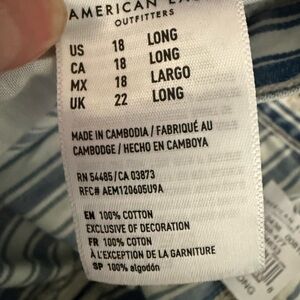 AMERICAN
OUTFITTERS
US 18 LONG
CA 18 LONG
MX 18 LARGO
UK 22 LONG
MADE IN CAMBODIA / FABRIQUÉ AU
CAMBODGE / HECHO EN CAMBOYA
RN 54485/CA 03873
RFC# AEM120605U9A
EN 100% COTTON
EXCLUSIVE OF DECORATION
FR 100% COTON
À L'EXCEPTION DE LA GARNITURE
SP 100% algodón